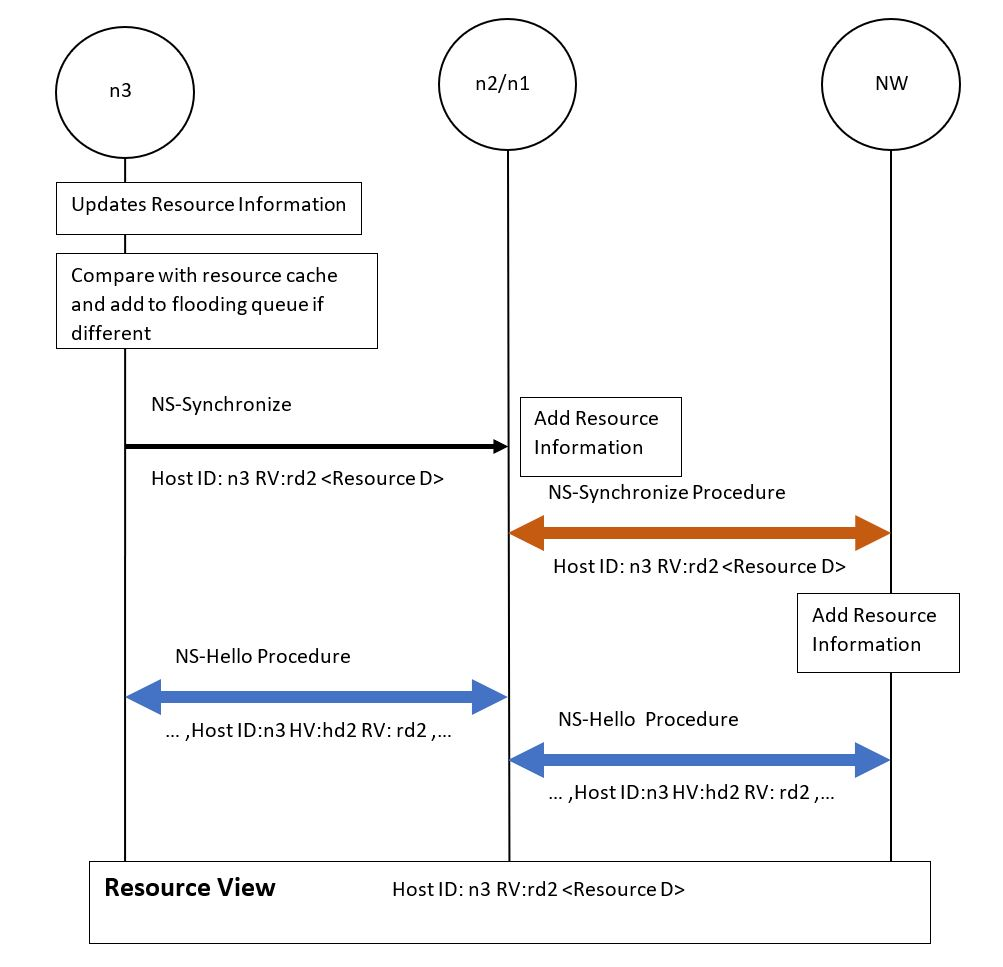 n3
n2/n1
NW
Updates Resource Information
Compare with resource cache
and add to flooding queue if
different
NS-Synchronize
Host ID: n3 RV:rd2 <Resource D>
Add Resource
Information
NS-Synchronize Procedure
Host ID: n3 RV:rd2 <Resource D>
Add Resource
Information
NS-Hello Procedure
... ,Host ID:n3 HV:hd2 RV: rd2 ,...
NS-Hello  Procedure
... ,Host ID:n3 HV:hd2 RV: rd2 ,...
Resource View
Host ID: n3 RV:rd2 <Resource D>